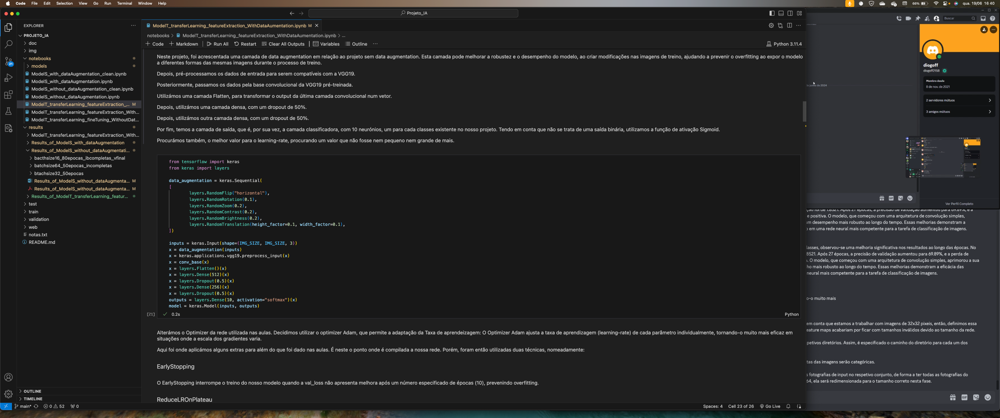 Code File Edit Selection View Go Run Terminal Window Help
66% qua. 19/06 16 40
Projeto_IA
EXPLORER
PROJETO_IA
doc
img
notebooks
models
ModelS_with_dataAugmentation_clean.ipynb
ModelS_with_dataAugmentation.ipynb
ModelS_without_dataAugmentation_clean.ipynb
ModelS_without_dataAugmentation.ipynb
ModelT_transferLearning_featureExtraction_... M
ModelT_transferLearning_featureExtraction_With...
ModelT_transferLearning_fineTuning_WithoutDat...
results
ModelT_transferLearning_featureExtraction_With...
Results_of_ModelS_with_dataAugmentation
Results_of_ModelS_without_dataAugmentati...
bacthsize16_80epocas_ibcompletas_vfinal
batchsize64_50epocas_incompletas
btachsize32_50epocas
Results_of_ModelS_without_dataAugmenta... M
Results_of_ModelS_without_dataAugmenta... M
Results_of_ModelT_transferLearning_featur...
test
train
validation
web
notas.txt
README.md
OUTLINE
TIMELINE
21
ModelT_transferLearning_featureExtraction_WithDataAumentation.ipynb M
notebooks > ModelT_transferLearning_featureExtraction_WithDataAumentation.ipynb > ...
Code Markdown Run All Restart Clear All Outputs Variables Outline ... Python 3.11.4
Neste projeto, foi acrescentada uma camada de data augmentation em relação ao projeto sem data augmentation. Esta camada pode melhorar a robustez e o desempenho do modelo, ao criar modificações nas imagens de treino, ajudando a prevenir o overfitting ao expor o modelo
a diferentes formas das mesmas imagens durante o processo de treino.
Depois, pré-processamos os dados de entrada para serem compatíveis com a VGG19.
Posteriormente, passamos os dados pela base convolucional da VGG19 pré-treinada.
Utilizámos uma camada Flatten, para transformar o output da última camada convolucional num vetor.
Depois, utilizámos uma camada densa, com um dropout de 50%.
Depois, utilizámos outra camada densa, com um dropout de 50%.
Por fim, temos a camada de saída, que é, por sua vez, a camada classificadora, com 10 neurónios, um para cada classes existente no nosso projeto. Tendo em conta que não se trata de uma saída binária, utilizamos a função de ativação Sigmoid.
Procurámos também, o melhor valor para o learning-rate, procurando um valor que não fosse nem pequeno nem grande de mais.
from tensorflow import keras
from keras import layers
data_augmentation = keras.Sequential(
[
layers.RandomFlip("horizontal"),
layers.RandomRotation(0.1),
layers.RandomZoom(0.2),
layers.RandomContrast(0.2),
layers.RandomBrightness(0.2),
layers.RandomTranslation(height_factor=0.1, width_factor=0.1),
])
inputs = keras.Input(shape=(IMG_SIZE, IMG_SIZE, 3))
x = data_augmentation(inputs)
x = keras.applications.vgg19.preprocess_input(x)
x = conv_base(x)
x = layers.Flatten()(x)
x = layers.Dense(512)(x)
x = layers.Dropout(0.5)(x)
x = layers.Dense(256)(x)
x = layers.Dropout(0.5)(x)
outputs = layers.Dense(10, activation="softmax")(x)
model = keras.Model(inputs, outputs)
[21] 0.2s Python
Alterámos o Optimizer da rede utilizada nas aulas. Decidimos utilizar o optimizer Adam, que permite a adaptação da Taxa de aprendeizagem: O Optimizer Adam ajusta a taxa de aprendizagem (learning-rate) de cada parâmetro individualmente, tornando-o muito mais eficaz em
situações onde a escala dos gradientes varia.
Aqui foi onde aplicámos alguns extras para além do que foi dado nas aulas. É neste o ponto onde é compilada a nossa rede. Porém, foram então utilizadas duas técnicas, nomeadamente:
EarlyStopping
O EarlyStopping interrompe o treino do nosso modelo quando a val_loss não apresenta melhora após um número especificado de épocas (10), prevenindo overfitting.
ReduceLROnPlateau
main* 0 52 0 Spaces: 4 Cell 23 of 26 Go Live
Buscar
de junho de 2024
diogoff
diogoff2158
Membro desde
8 de nov. de 2021
2 servidores mútuos
3 amigos mútuos
Ver Perfil Completo
ção foi de 1.8521. Após 27 épocas, a precisão de validação aumentou para 69.89%, e a
e positiva. O modelo, que começou com uma arquitetura de convolução simples,
um desempenho mais robusto ao longo do tempo. Essas melhorias demonstram a
em uma rede neural mais competente para a tarefa de classificação de imagens.
lasses, observou-se uma melhoria significativa nos resultados ao longo das épocas. No
8521. Após 27 épocas, a precisão de validação aumentou para 69.89%, e a perda de
. O modelo, que começou com uma arquitetura de convolução simples, aprimorou a sua
ho mais robusto ao longo do tempo. Essas melhorias demonstram a eficácia das
neural mais competente para a tarefa de classificação de imagens.
o-o muito mais
em conta que estamos a trabalhar com imagens de 32x32 pixeis, então, definimos essa
eature maps acabariam por ficar com tamanhos inválidos devido ao tamanho da rede.
petivos diretórios. Assim, é especificado o caminho do diretório para cada um dos
tas das imagens serão categóricas.
s fotografias de input no respetivo conjunto, de forma a ter todas as fotografias do
64, ela será redimensionada para o tamanho correto nesta fase.
GIF